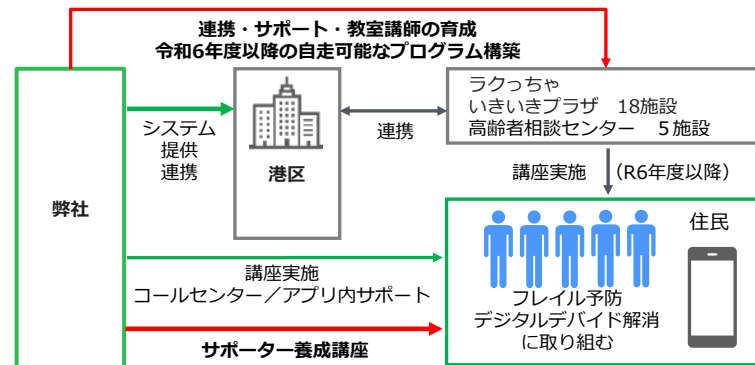 連携・サポート・教室講師の育成
令和6年度以降の自走可能なプログラム構築
弊社
システム
提供
連携
港区
連携
ラクっちゃ
いきいきプラザ　18施設
高齢者相談センター　5施設
講座実施　(R6年度以降)
住民
講座実施
コールセンター／アプリ内サポート
フレイル予防
デジタルデバイド解消
に取り組む
サポーター養成講座